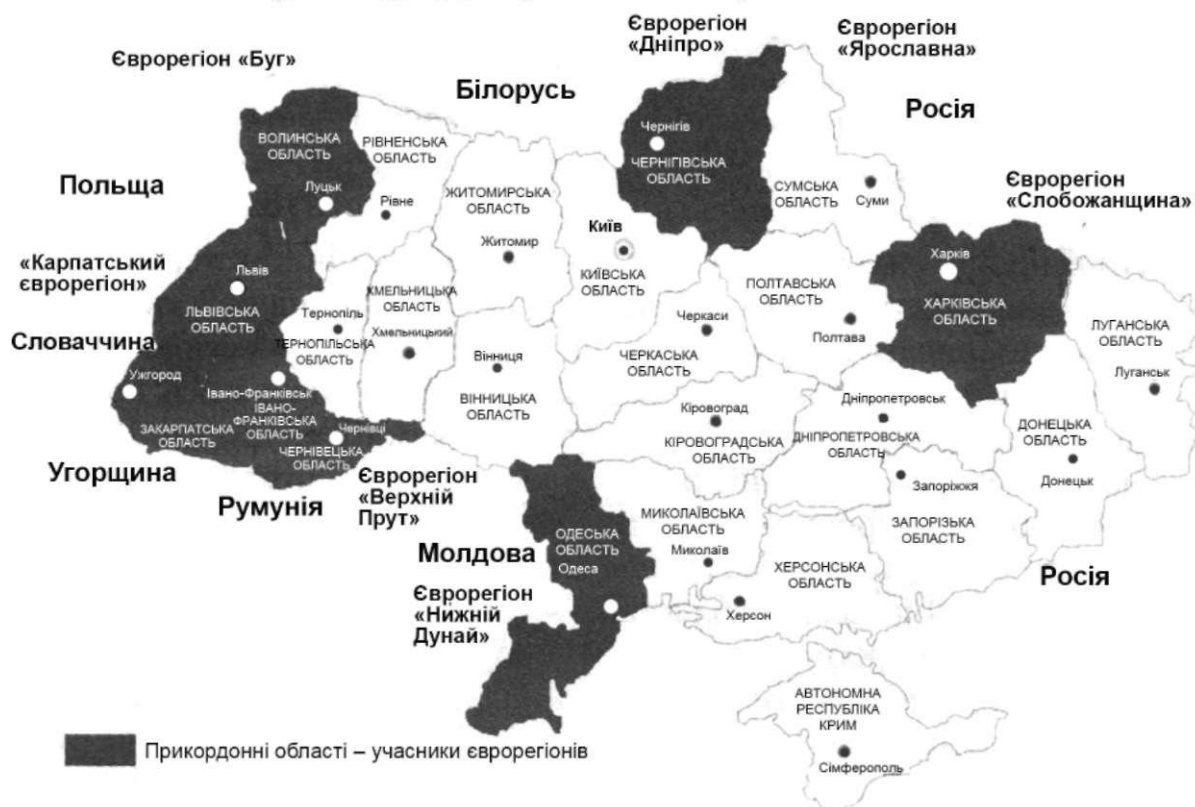 Єврорегіон
«Дніпро»
Єврорегіон
«Ярославна»
Єврорегіон «Буг»
Білорусь
Росія
Чернігів
ЧЕРНІГІВСЬКА
ОБЛАСТЬ
ВОЛИНСЬКА
ОБЛАСТЬ
РІВНЕНСЬКА
ОБЛАСТЬ
Польща
Луцьк
Рівне
ЖИТОМИРСЬКА
ОБЛАСТЬ
Житомир
Київ
КИЇВСЬКА
ОБЛАСТЬ
СУМСЬКА
ОБЛАСТЬ
Суми
Єврорегіон
«Слобожанщина»
«Карпатський
єврорегіон»
Львів
ЛЬВІВСЬКА
ОБЛАСТЬ
ХМЕЛЬНИЦЬКА
ОБЛАСТЬ
Хмельницький
Тернопіль
ТЕРНОПІЛЬСЬКА
ОБЛАСТЬ
ПОЛТАВСЬКА
ОБЛАСТЬ
Полтава
Харків
ХАРКІВСЬКА
ОБЛАСТЬ
ЛУГАНСЬКА
ОБЛАСТЬ
Луганськ
Черкаси
ЧЕРКАСЬКА
ОБЛАСТЬ
Словаччина
Ужгород
Вінниця
ВІННИЦЬКА
ОБЛАСТЬ
Івано-Франківськ
ІВАНО-
ФРАНКІВСЬКА
ОБЛАСТЬ
ЗАКАРПАТСЬКА
ОБЛАСТЬ
Чернівці
ЧЕРНІВЕЦЬКА
ОБЛАСТЬ
Кіровоград
КІРОВОГРАДСЬКА
ОБЛАСТЬ
Дніпропетровськ
ДНІПРОПЕТРОВСЬКА
ОБЛАСТЬ
ДОНЕЦЬКА
ОБЛАСТЬ
Донецьк
Угорщина
Румунія
Єврорегіон
«Верхній
Прут»
Запоріжжя
ЗАПОРІЗЬКА
ОБЛАСТЬ
МИКОЛАЇВСЬКА
ОБЛАСТЬ
Миколаїв
Молдова
ОДЕСЬКА
ОБЛАСТЬ
Одеса
ХЕРСОНСЬКА
ОБЛАСТЬ
Херсон
Росія
Єврорегіон
«Нижній
Дунай»
АВТОНОМНА
РЕСПУБЛІКА
КРИМ
Сімферополь
Прикордонні області – учасники єврорегіонів